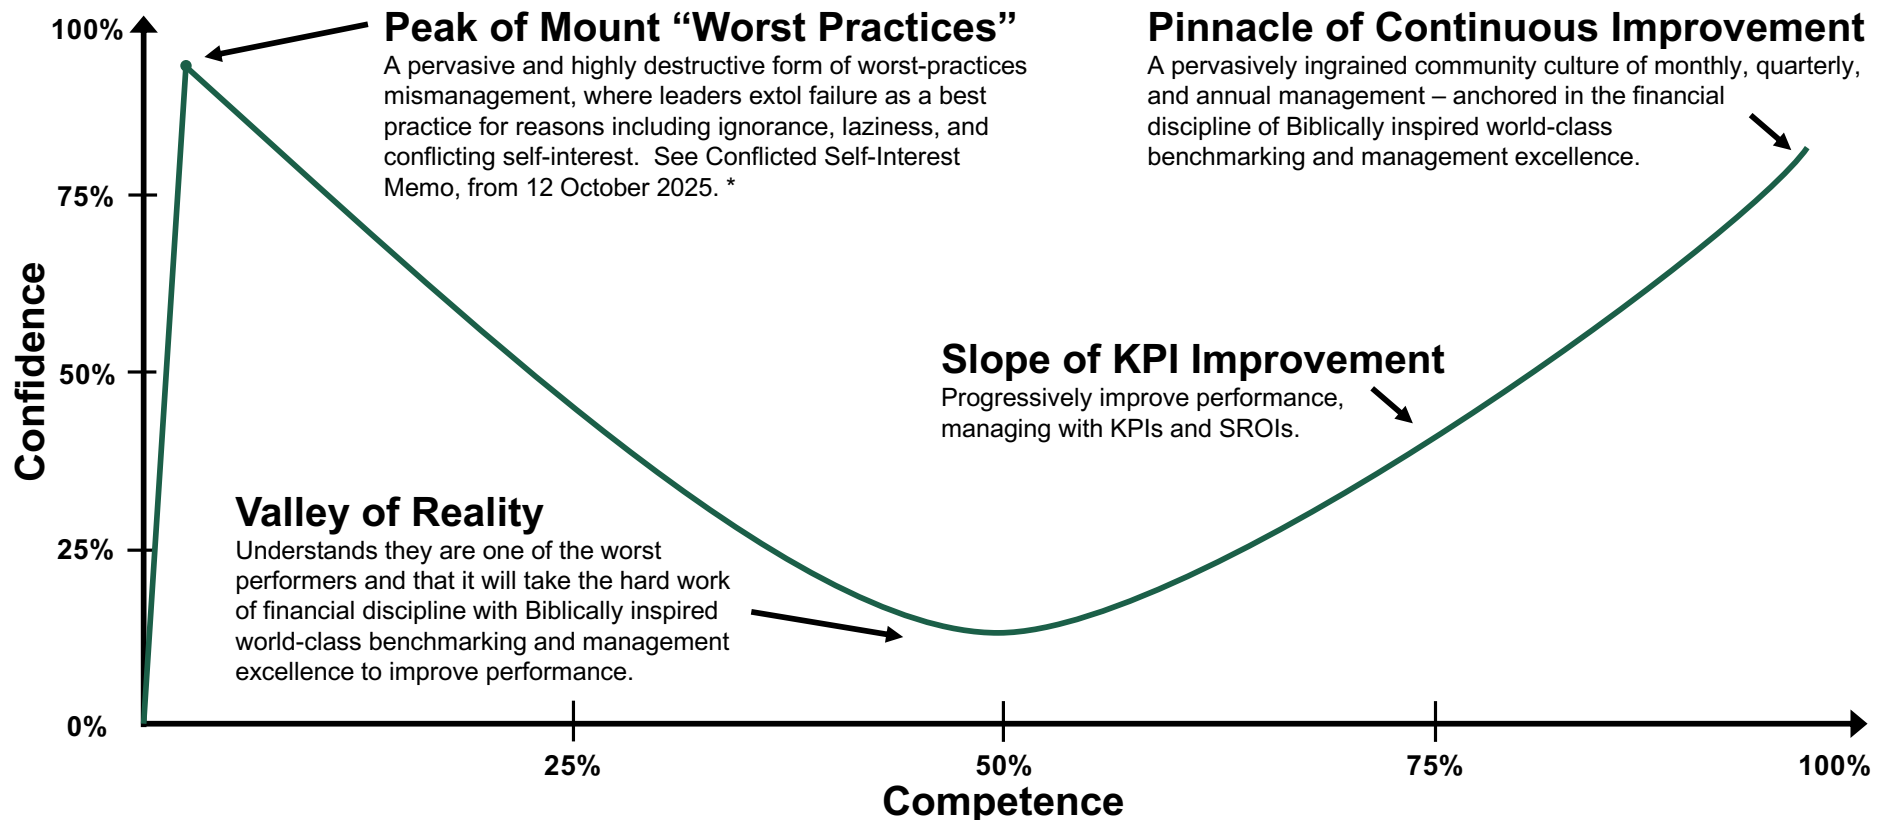 Peak of Mount “Worst Practices”
A pervasive and highly destructive form of worst-practices
mismanagement, where leaders extol failure as a best
practice for reasons including ignorance, laziness, and
conflicting self-interest.  See Conflicted Self-Interest
Memo, from 12 October 2025. *
Pinnacle of Continuous Improvement
A pervasively ingrained community culture of monthly, quarterly,
and annual management – anchored in the financial
discipline of Biblically inspired world-class
benchmarking and management excellence.
Slope of KPI Improvement
Progressively improve performance,
managing with KPIs and SROIs.
Valley of Reality
Understands they are one of the worst
performers and that it will take the hard work
of financial discipline with Biblically inspired
world-class benchmarking and management
excellence to improve performance.
Confidence
100%
75%
50%
25%
0%
25%
50%
75%
100%
Competence